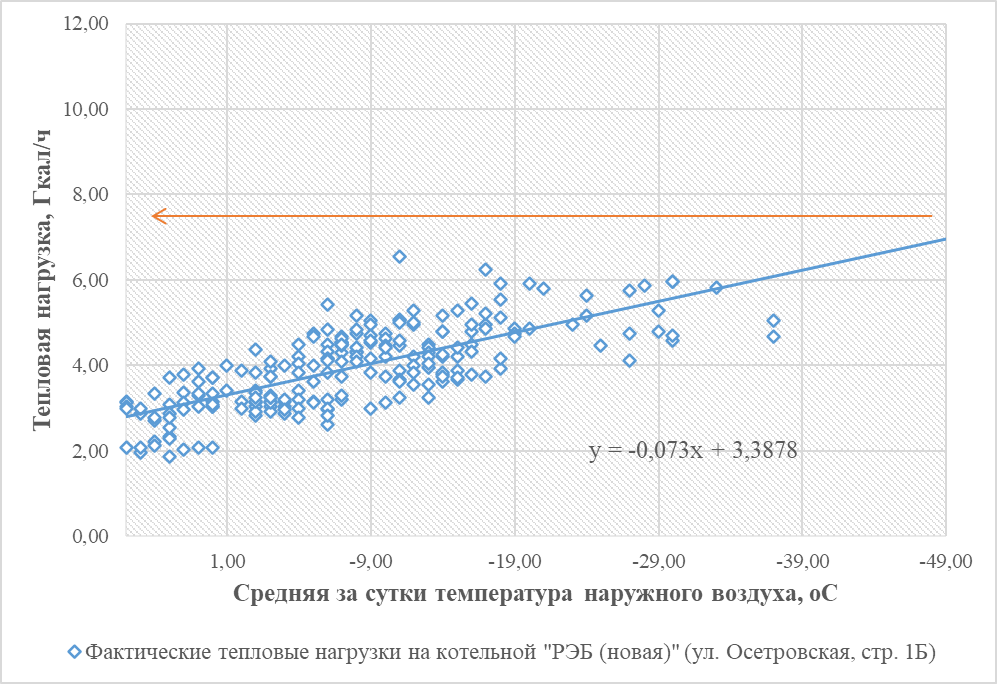 12,00
10,00
8,00
6,00
4,00
2,00
0,00
Тепловая нагрузка, Гкал/ч
y = -0,073x + 3,3878
1,00 -9,00 -19,00 -29,00 -39,00 -49,00
Средняя за сутки температура наружного воздуха, оС
Фактические тепловые нагрузки на котельной "РЭБ (новая)" (ул. Осетровская, стр. 1Б)